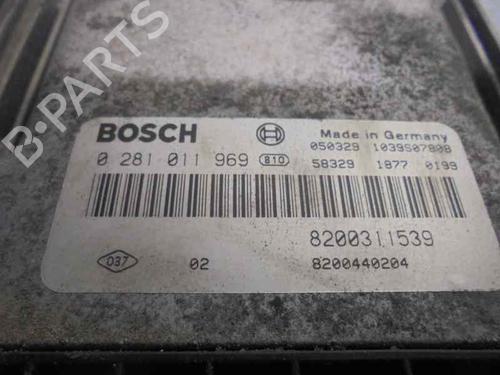 B-PARTS
BOSCH
Made in Germany
0 281 011 969 810
050329 1039S07808
58329 1877 0199
8200311539
D37 02 8200440204